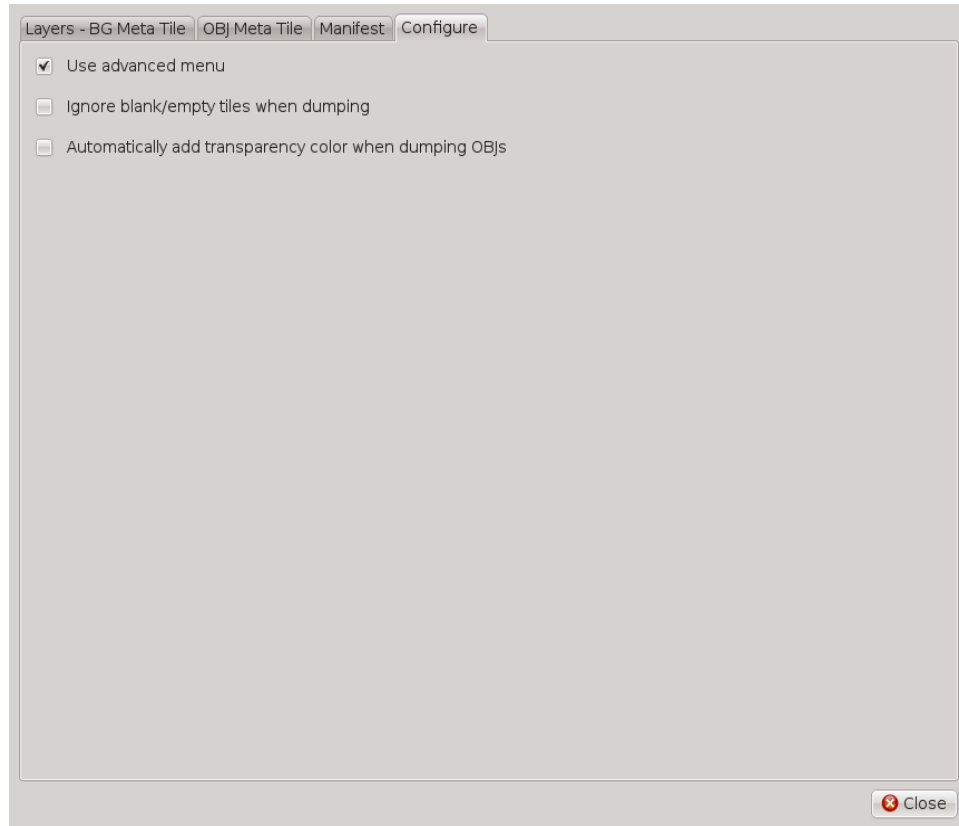 Layers - BG Meta Tile OBJ Meta Tile Manifest Configure
Use advanced menu
Ignore blank/empty tiles when dumping
Automatically add transparency color when dumping OBJs
Close